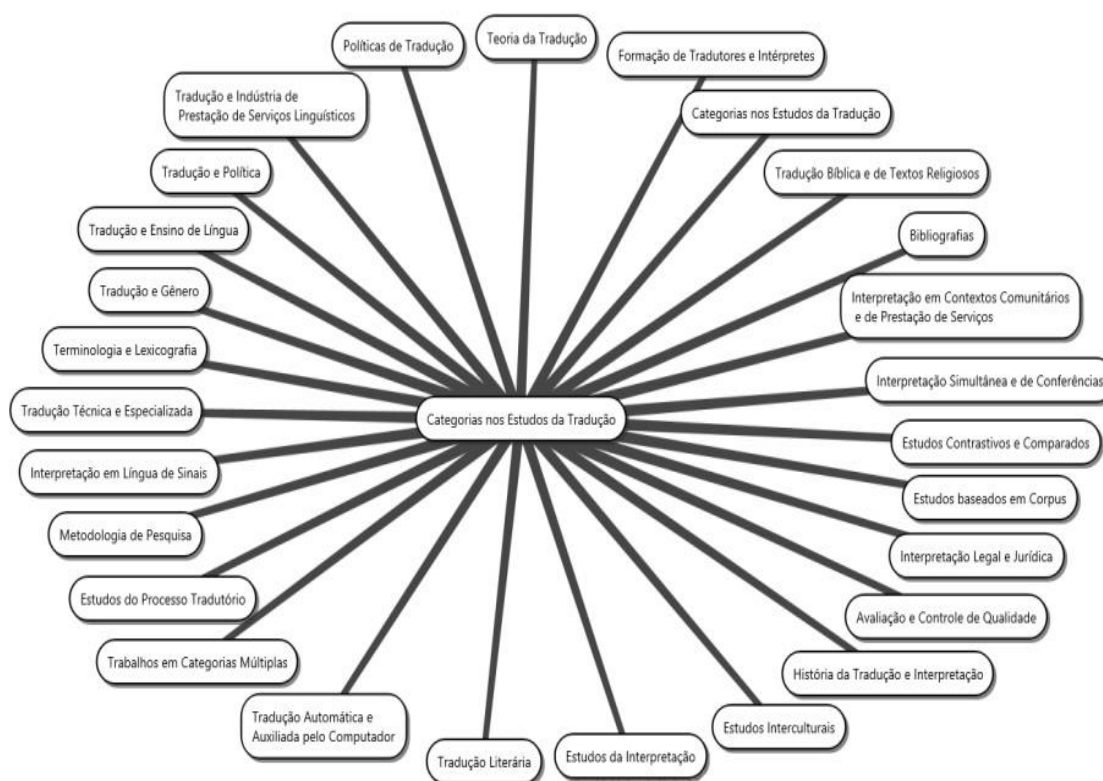 Teoria da Tradução
Políticas de Tradução
Formação de Tradutores e Intérpretes
Tradução e Indústria de
Prestação de Serviços Linguísticos
Categorias nos Estudos da Tradução
Tradução e Política
Tradução Bíblica e de Textos Religiosos
Tradução e Ensino de Língua
Bibliografias
Tradução e Gênero
Interpretação em Contextos Comunitários
e de Prestação de Serviços
Terminologia e Lexicografia
Interpretação Simultânea e de Conferências
Tradução Técnica e Especializada
Categorias nos Estudos da Tradução
Estudos Contrastivos e Comparados
Interpretação em Língua de Sinais
Estudos baseados em Corpus
Metodologia de Pesquisa
Interpretação Legal e Jurídica
Estudos do Processo Tradutório
Avaliação e Controle de Qualidade
Trabalhos em Categorias Múltiplas
História da Tradução e Interpretação
Tradução Automática e
Auxiliada pelo Computador
Estudos Interculturais
Tradução Literária
Estudos da Interpretação